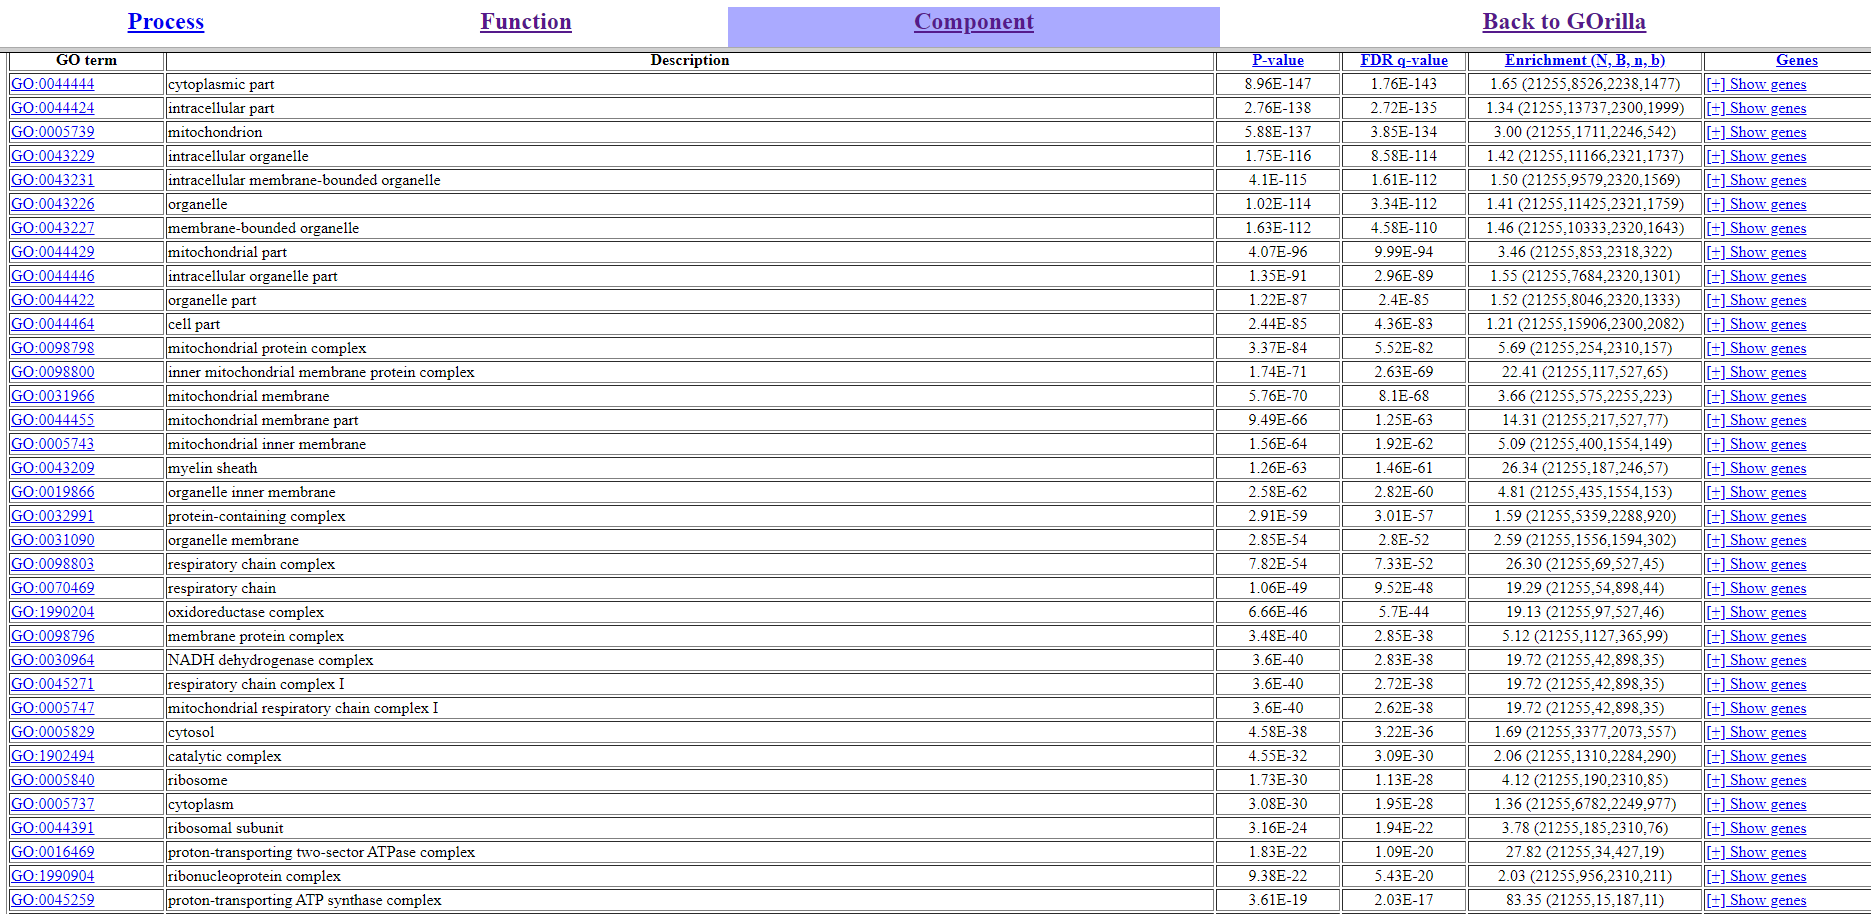 Process Function Component Back to GOrilla
GO term Description P-value FDR q-value Enrichment (N, B, n, b) Genes
GO:0044444 cytoplasmic part 8.96E-147 1.76E-143 1.65 (21255,8526,2238,1477) [+] Show genes
GO:0044424 intracellular part 2.76E-138 2.72E-135 1.34 (21255,13737,2300,1999) [+] Show genes
GO:0005739 mitochondrion 5.88E-137 3.85E-134 3.00 (21255,1711,2246,542) [+] Show genes
GO:0043229 intracellular organelle 1.75E-116 8.58E-114 1.42 (21255,11166,2321,1737) [+] Show genes
GO:0043231 intracellular membrane-bounded organelle 4.1E-115 1.61E-112 1.50 (21255,9579,2320,1569) [+] Show genes
GO:0043226 organelle 1.02E-114 3.34E-112 1.41 (21255,11425,2321,1759) [+] Show genes
GO:0043227 membrane-bounded organelle 1.63E-112 4.58E-110 1.46 (21255,10333,2320,1643) [+] Show genes
GO:0044429 mitochondrial part 4.07E-96 9.99E-94 3.46 (21255,853,2318,322) [+] Show genes
GO:0044446 intracellular organelle part 1.35E-91 2.96E-89 1.55 (21255,7684,2320,1301) [+] Show genes
GO:0044422 organelle part 1.22E-87 2.4E-85 1.52 (21255,8046,2320,1333) [+] Show genes
GO:0044464 cell part 2.44E-85 4.36E-83 1.21 (21255,15906,2300,2082) [+] Show genes
GO:0098798 mitochondrial protein complex 3.37E-84 5.52E-82 5.69 (21255,254,2310,157) [+] Show genes
GO:0098800 inner mitochondrial membrane protein complex 1.74E-71 2.63E-69 22.41 (21255,117,527,65) [+] Show genes
GO:0031966 mitochondrial membrane 5.76E-70 8.1E-68 3.66 (21255,575,2255,223) [+] Show genes
GO:0044455 mitochondrial membrane part 9.49E-66 1.25E-63 14.31 (21255,217,527,77) [+] Show genes
GO:0005743 mitochondrial inner membrane 1.56E-64 1.92E-62 5.09 (21255,400,1554,149) [+] Show genes
GO:0043209 myelin sheath 1.26E-63 1.46E-61 26.34 (21255,187,246,57) [+] Show genes
GO:0019866 organelle inner membrane 2.58E-62 2.82E-60 4.81 (21255,435,1554,153) [+] Show genes
GO:0032991 protein-containing complex 2.91E-59 3.01E-57 1.59 (21255,5359,2288,920) [+] Show genes
GO:0031090 organelle membrane 2.85E-54 2.8E-52 2.59 (21255,1556,1594,302) [+] Show genes
GO:0098803 respiratory chain complex 7.82E-54 7.33E-52 26.30 (21255,69,527,45) [+] Show genes
GO:0070469 respiratory chain 1.06E-49 9.52E-48 19.29 (21255,54,898,44) [+] Show genes
GO:1990204 oxidoreductase complex 6.66E-46 5.7E-44 19.13 (21255,97,527,46) [+] Show genes
GO:0098796 membrane protein complex 3.48E-40 2.85E-38 5.12 (21255,1127,365,99) [+] Show genes
GO:0030964 NADH dehydrogenase complex 3.6E-40 2.83E-38 19.72 (21255,42,898,35) [+] Show genes
GO:0045271 respiratory chain complex I 3.6E-40 2.72E-38 19.72 (21255,42,898,35) [+] Show genes
GO:0005747 mitochondrial respiratory chain complex I 3.6E-40 2.62E-38 19.72 (21255,42,898,35) [+] Show genes
GO:0005829 cytosol 4.58E-38 3.22E-36 1.69 (21255,3377,2073,557) [+] Show genes
GO:1902494 catalytic complex 4.55E-32 3.09E-30 2.06 (21255,1310,2284,290) [+] Show genes
GO:0005840 ribosome 1.73E-30 1.13E-28 4.12 (21255,190,2310,85) [+] Show genes
GO:0005737 cytoplasm 3.08E-30 1.95E-28 1.36 (21255,6782,2249,977) [+] Show genes
GO:0044391 ribosomal subunit 3.16E-24 1.94E-22 3.78 (21255,185,2310,76) [+] Show genes
GO:0016469 proton-transporting two-sector ATPase complex 1.83E-22 1.09E-20 27.82 (21255,34,427,19) [+] Show genes
GO:1990904 ribonucleoprotein complex 9.38E-22 5.43E-20 2.03 (21255,956,2310,211) [+] Show genes
GO:0045259 proton-transporting ATP synthase complex 3.61E-19 2.03E-17 83.35 (21255,15,187,11) [+] Show genes